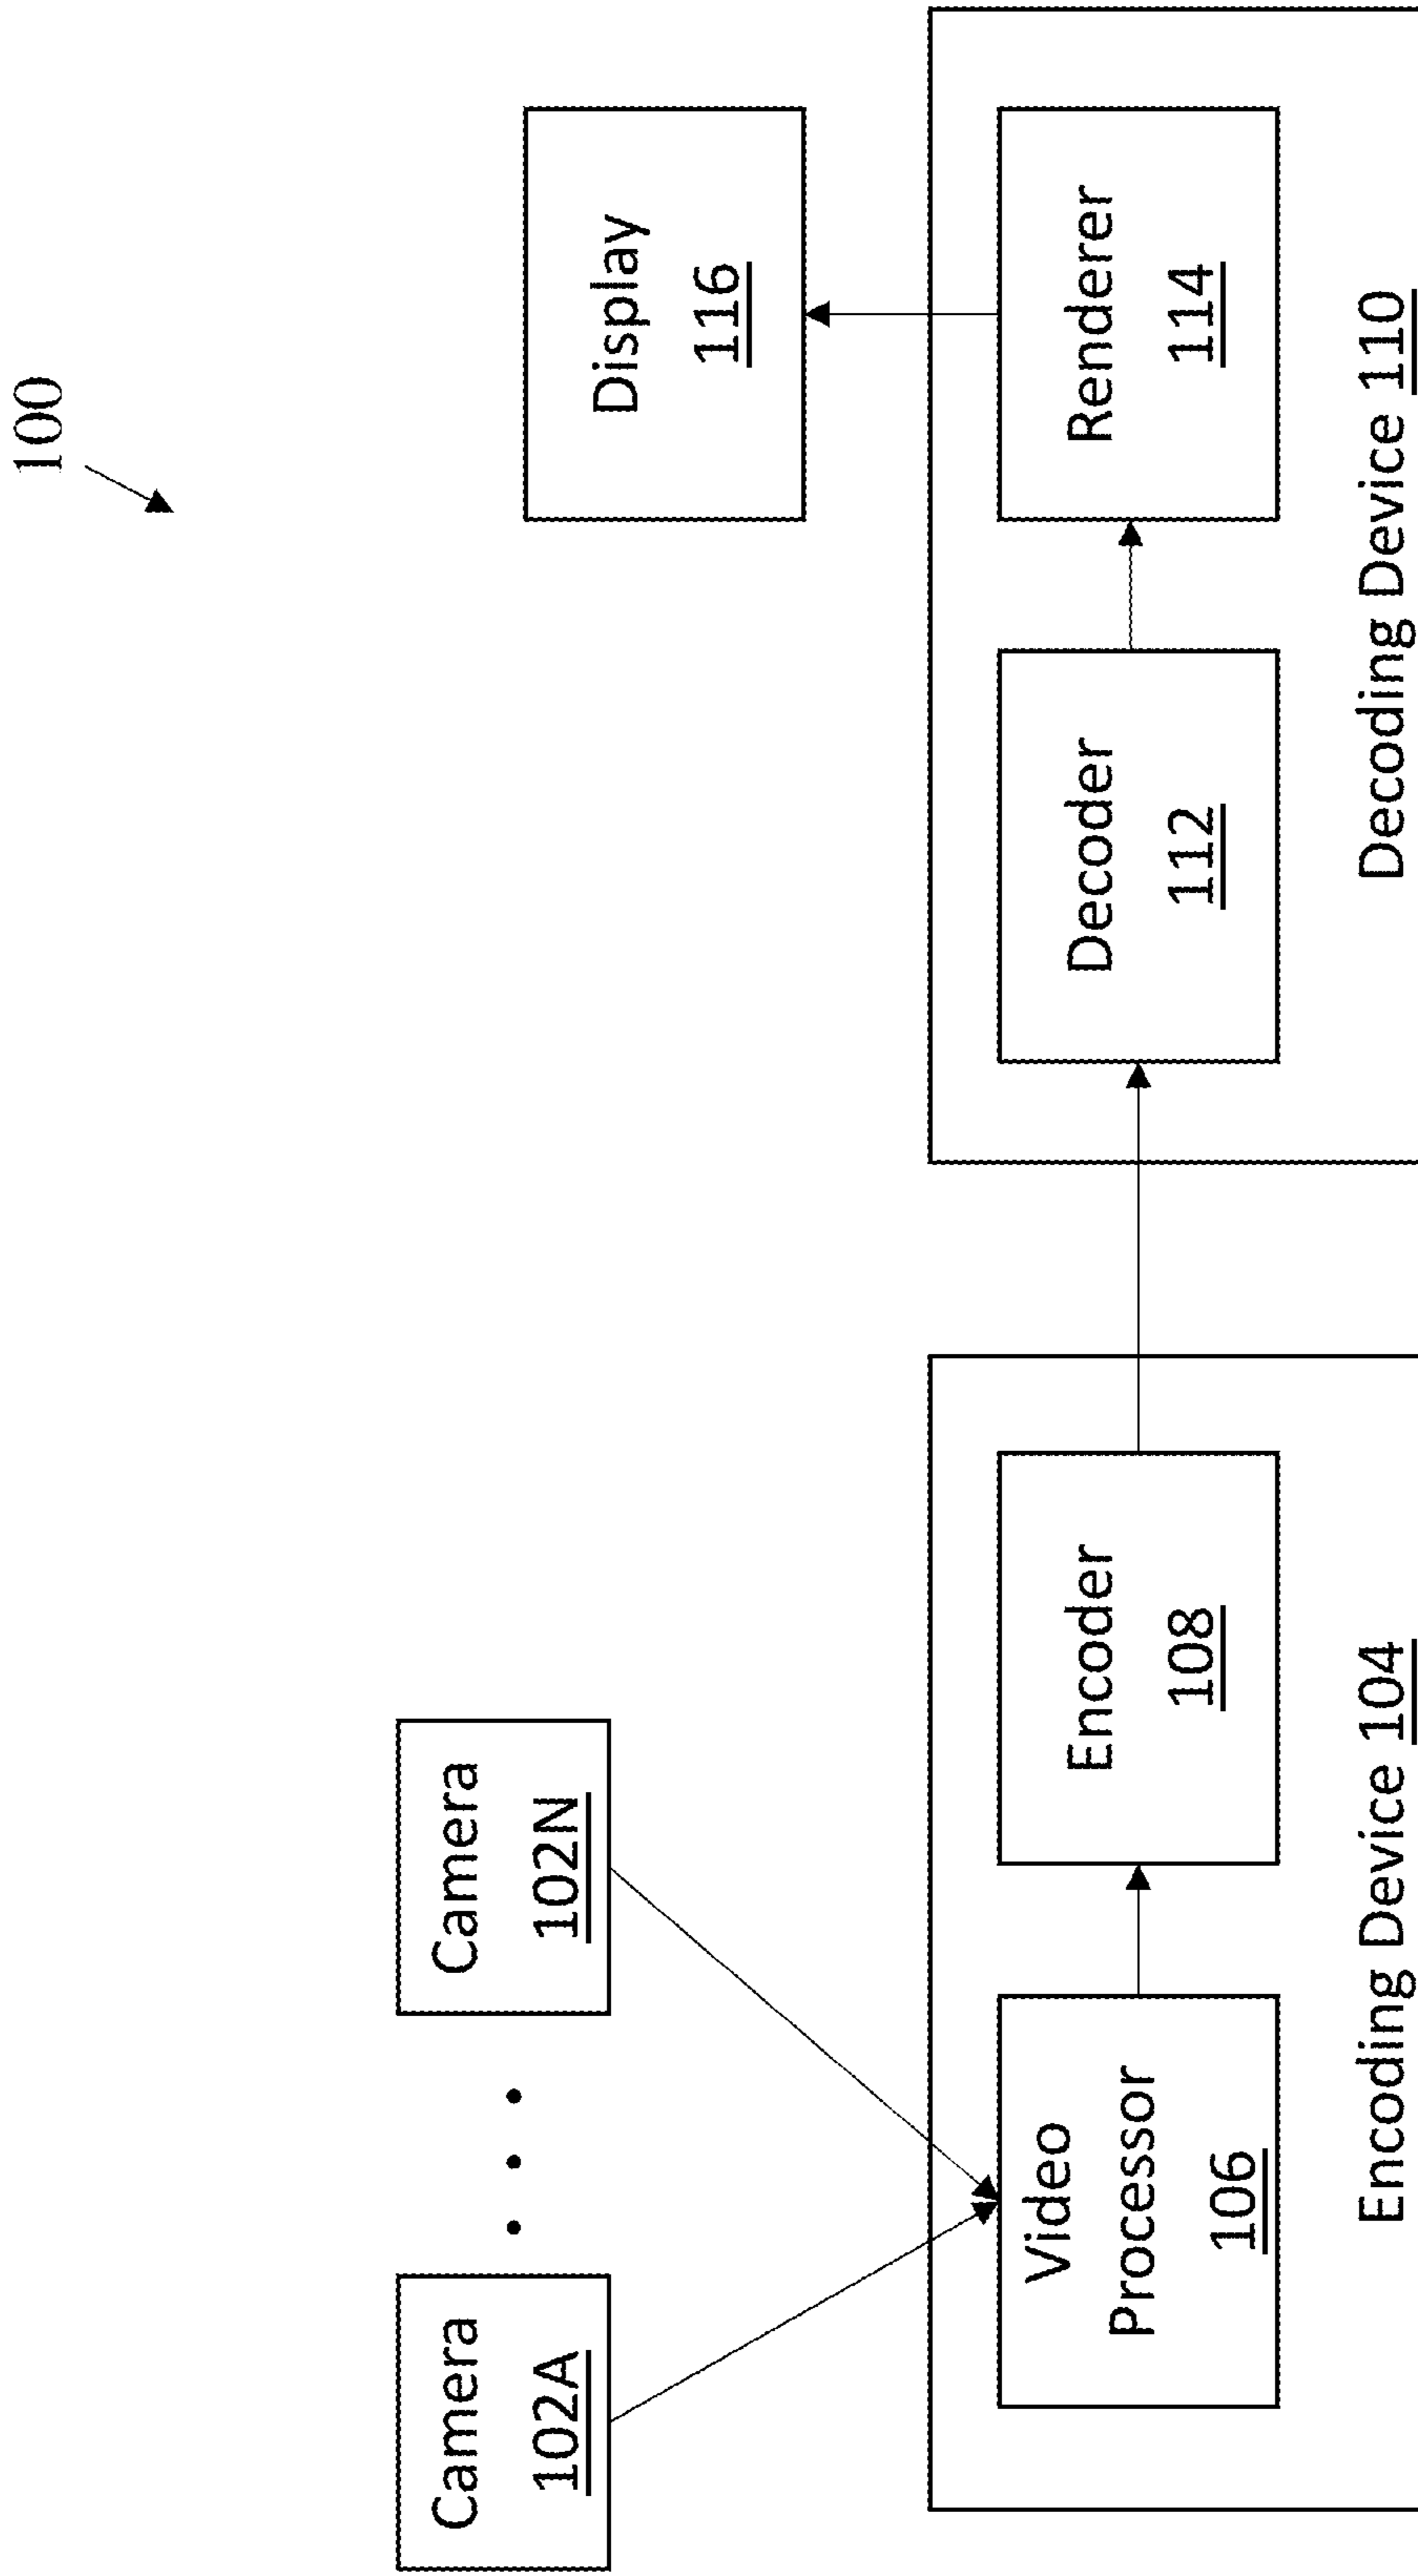 100
Camera
102A
Camera
102N
Display
116
Video
Processor
106
Encoder
108
Decoder
112
Renderer
114
Encoding Device 104
Decoding Device 110